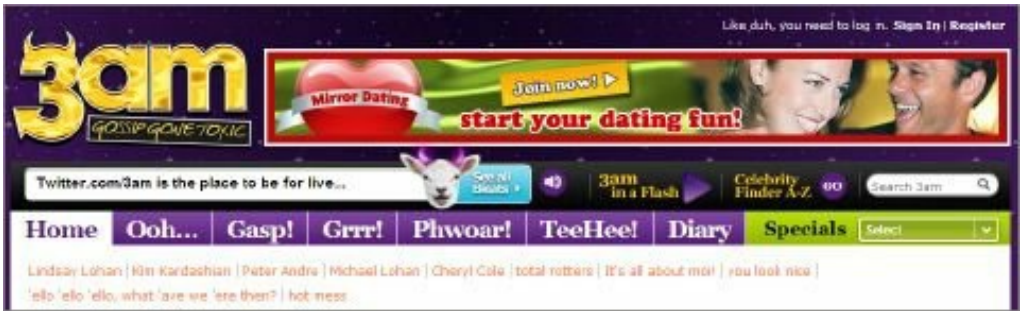 Like duh, you need to log in. Sign In | Register
3am
GOSSIP GONE TOXIC
Mirror Dating
Join now!
start your dating fun!
Twitter.com/3am is the place to be for live...
See all
Bleats
3am
in a Flash
Celebrity
Finder A-Z
GO
Search 3am
Home Ooh... Gasp! Grrr! Phwoar! TeeHee! Diary Specials Select
Lindsay Lohan | Kim Kardashian | Peter Andre | Michael Lohan | Cheryl Cole | total rotters | It's all about moi! | you look nice |
'ello 'ello 'ello, what 'ave we 'ere then? | hot mess